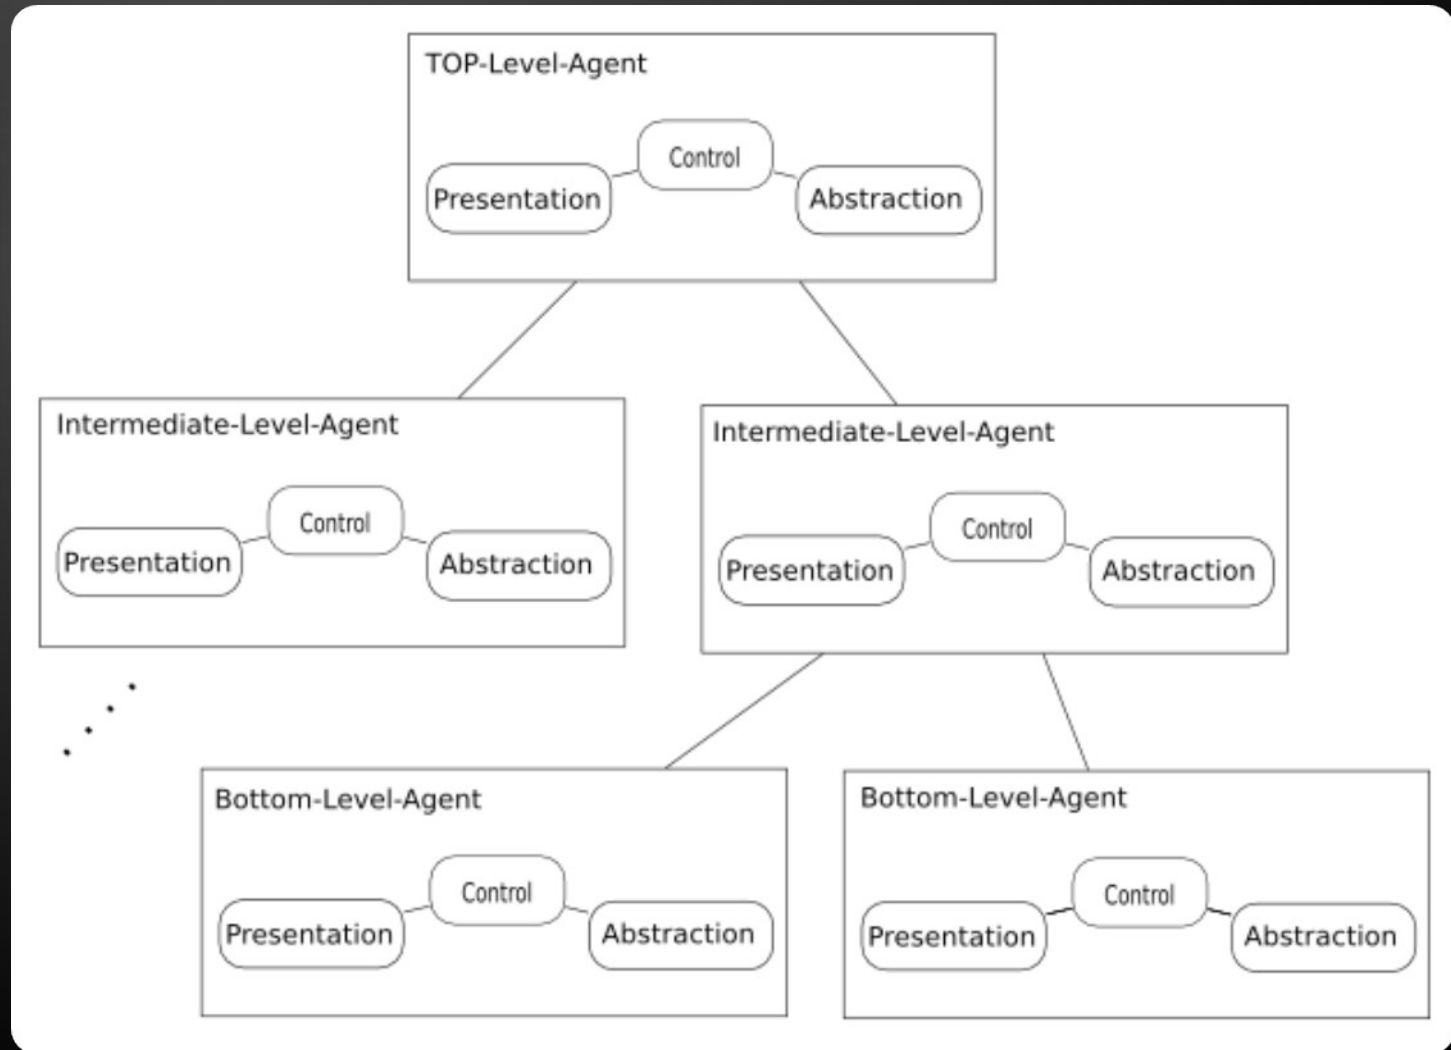 TOP-Level-Agent
Control
Presentation
Abstraction
Intermediate-Level-Agent
Control
Presentation
Abstraction
Intermediate-Level-Agent
Control
Presentation
Abstraction
Bottom-Level-Agent
Control
Presentation
Abstraction
Bottom-Level-Agent
Control
Presentation
Abstraction